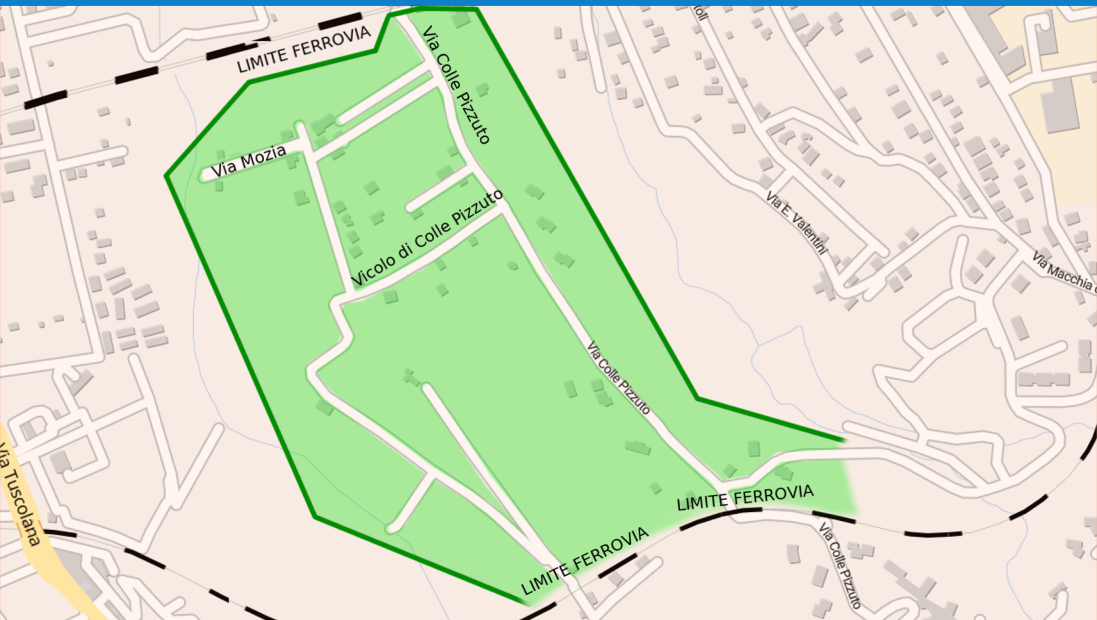 LIMITE FERROVIA
Via Colle Pizzuto
Via Mozia
Vicolo di Colle Pizzuto
Via E. Valentini
Via Macchia
Via Colle Pizzuto
Via Tuscolana
LIMITE FERROVIA
LIMITE FERROVIA
Via Colle Pizzuto